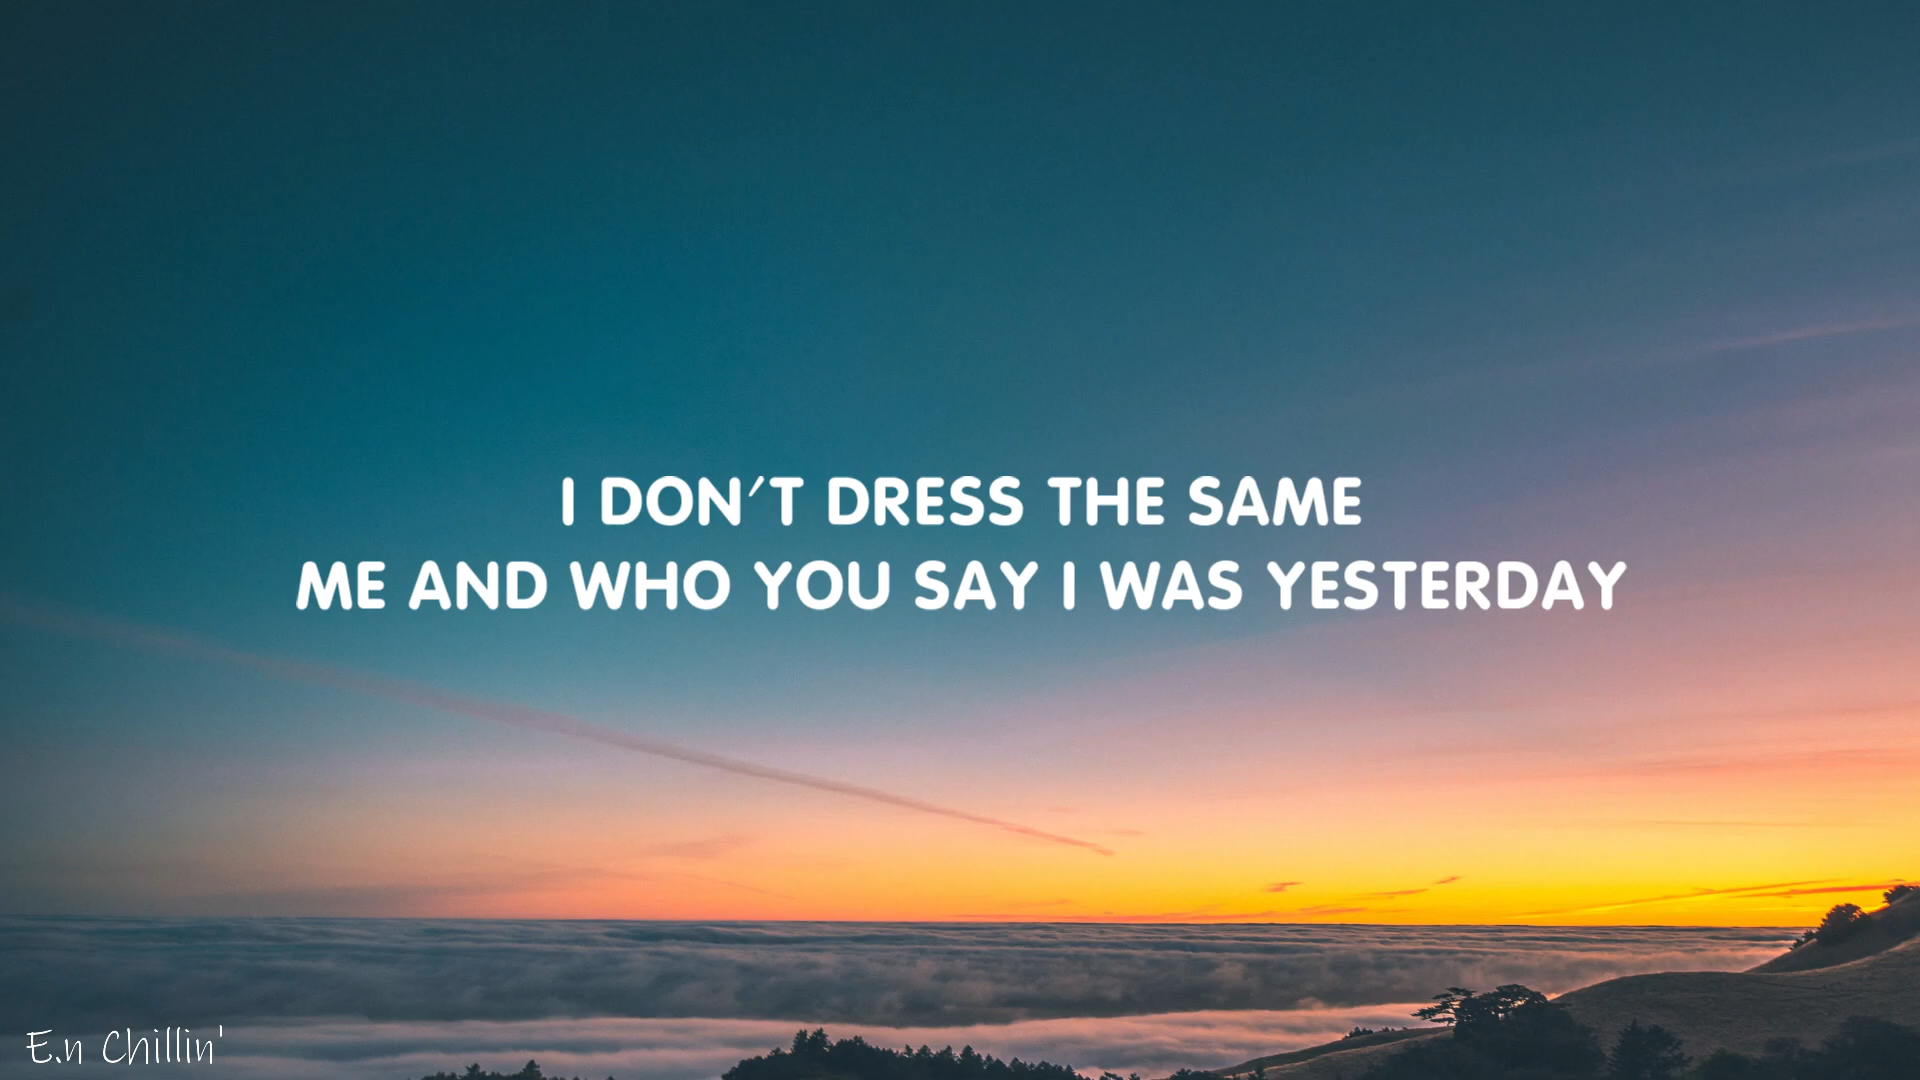 I DON'T DRESS THE SAME
ME AND WHO YOU SAY I WAS YESTERDAY
E.n Chillin'